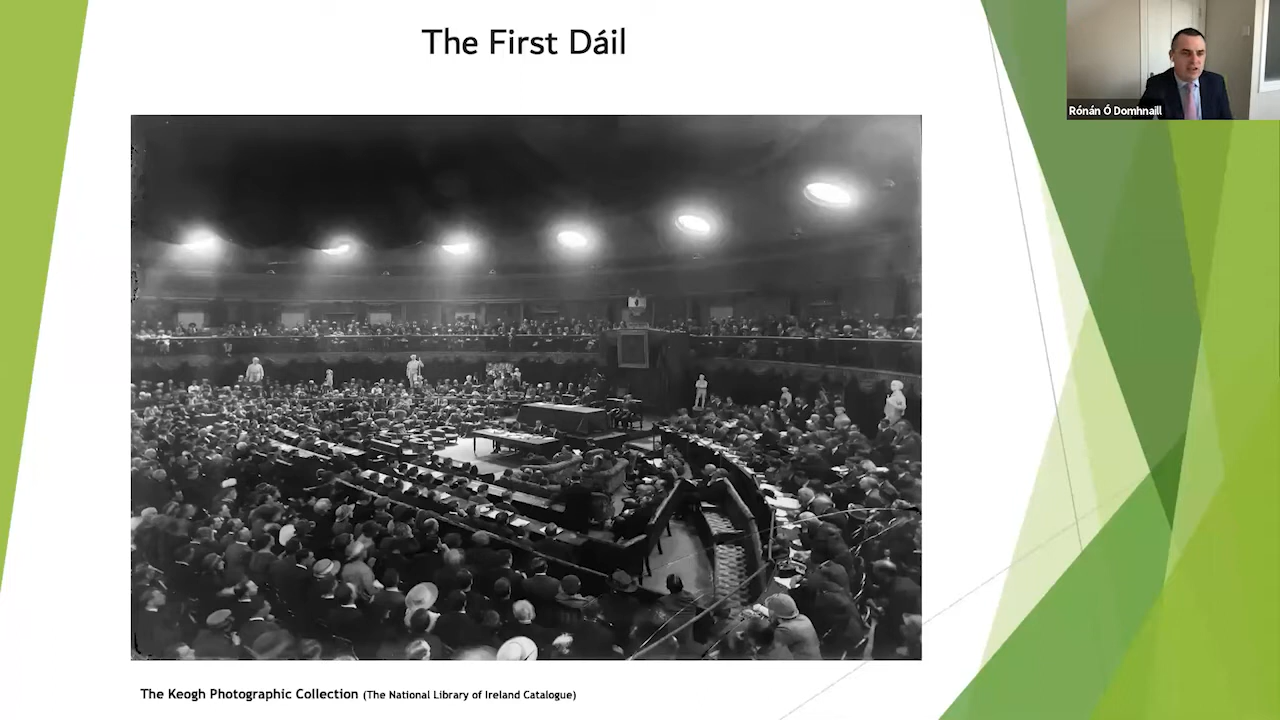 The First Dáil
Rónán Ó Domhnaill
The Keogh Photographic Collection (The National Library of Ireland Catalogue)